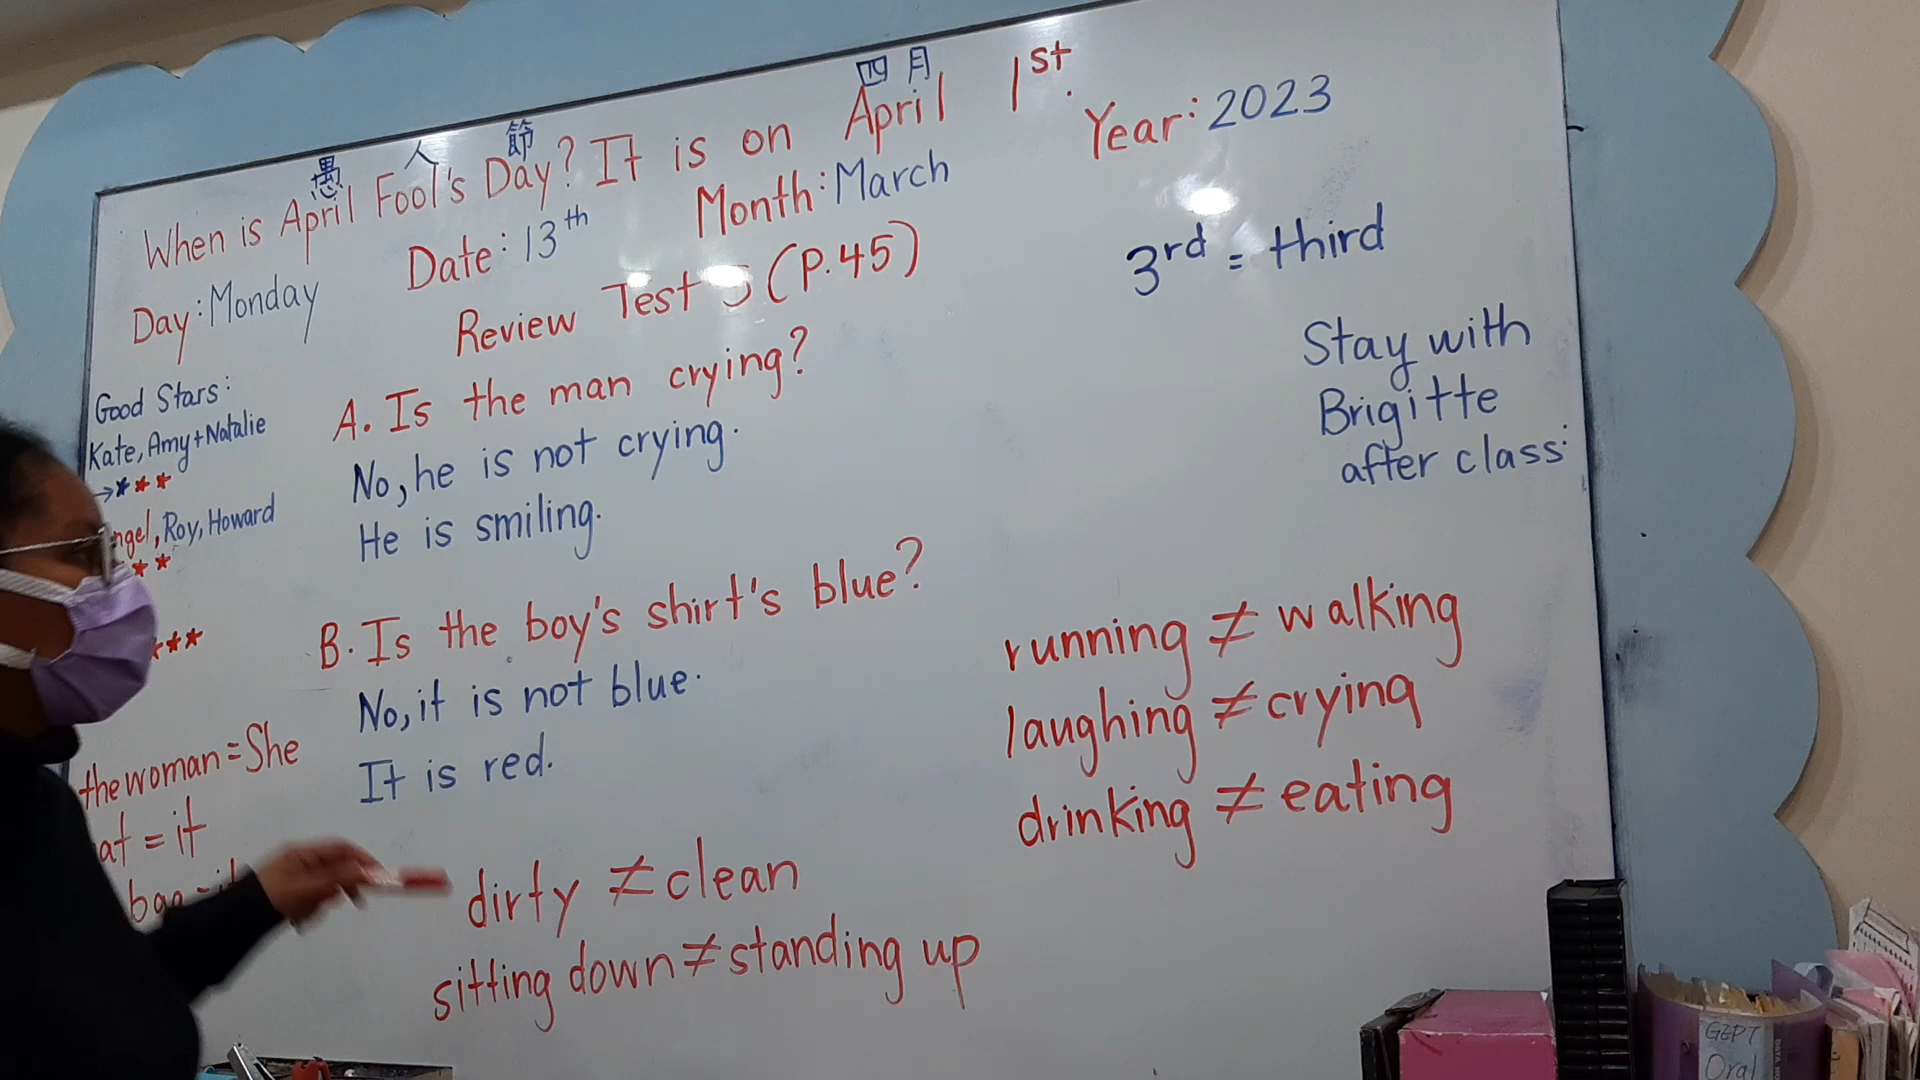 四月
愚人節
When is April Fool's Day? It is on April 1st.
Day: Monday Date: 13th Month: March Year: 2023
Review Test 5 (P.45)
3rd = third
Stay with
Brigitte
after class.
Good Stars:
Kate, Amy + Natalie
→***
ngel, Roy, Howard
**
***
A. Is the man crying?
No, he is not crying.
He is smiling.
B. Is the boy's shirt's blue?
No, it is not blue.
It is red.
the woman = She
at = it
dirty ≠ clean
sitting down ≠ standing up
running ≠ walking
laughing ≠ crying
drinking ≠ eating
GEPT
Oral